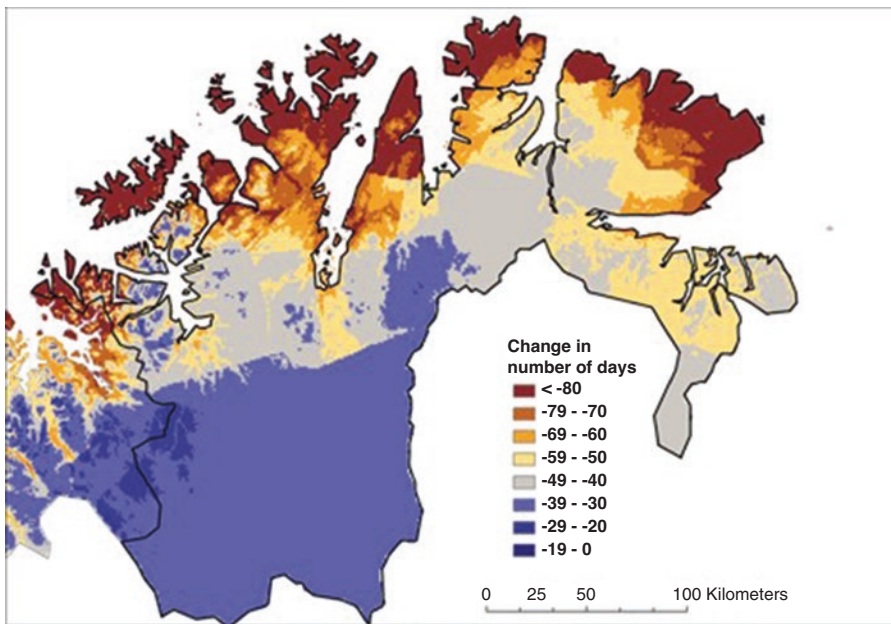 Change in
number of days
< -80
-79 - -70
-69 - -60
-59 - -50
-49 - -40
-39 - -30
-29 - -20
-19 - 0
0 25 50 100 Kilometers